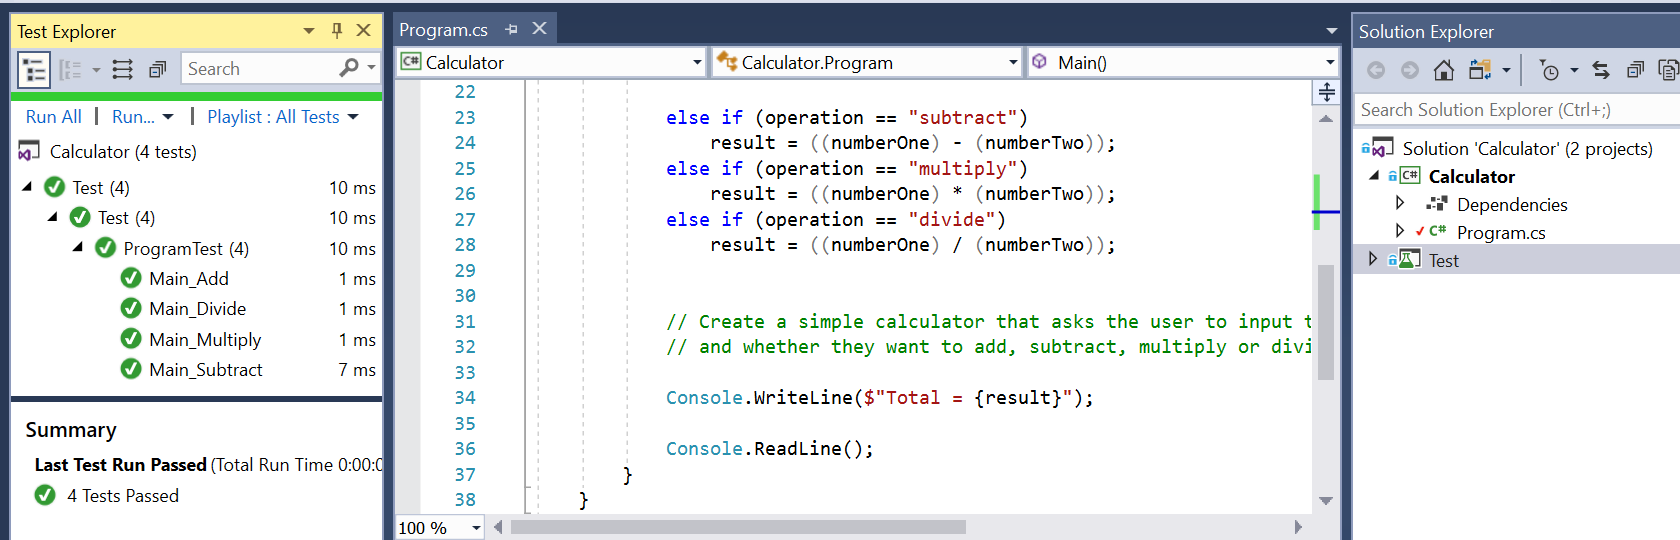 Test Explorer
Search
Run All | Run... | Playlist : All Tests
Calculator (4 tests)
Test (4) 10 ms
Test (4) 10 ms
ProgramTest (4) 10 ms
Main_Add 1 ms
Main_Divide 1 ms
Main_Multiply 1 ms
Main_Subtract 7 ms
Summary
Last Test Run Passed (Total Run Time 0:00:0
4 Tests Passed
Program.cs
C# Calculator
Calculator.Program
Main()
22
23 else if (operation == "subtract")
24 result = ((numberOne) - (numberTwo));
25 else if (operation == "multiply")
26 result = ((numberOne) * (numberTwo));
27 else if (operation == "divide")
28 result = ((numberOne) / (numberTwo));
29
30
31 // Create a simple calculator that asks the user to input t
32 // and whether they want to add, subtract, multiply or divi
33
34 Console.WriteLine($"Total = {result}");
35
36 Console.ReadLine();
37 }
38 }
100 %
Solution Explorer
Search Solution Explorer (Ctrl+;)
Solution 'Calculator' (2 projects)
C# Calculator
Dependencies
C# Program.cs
Test